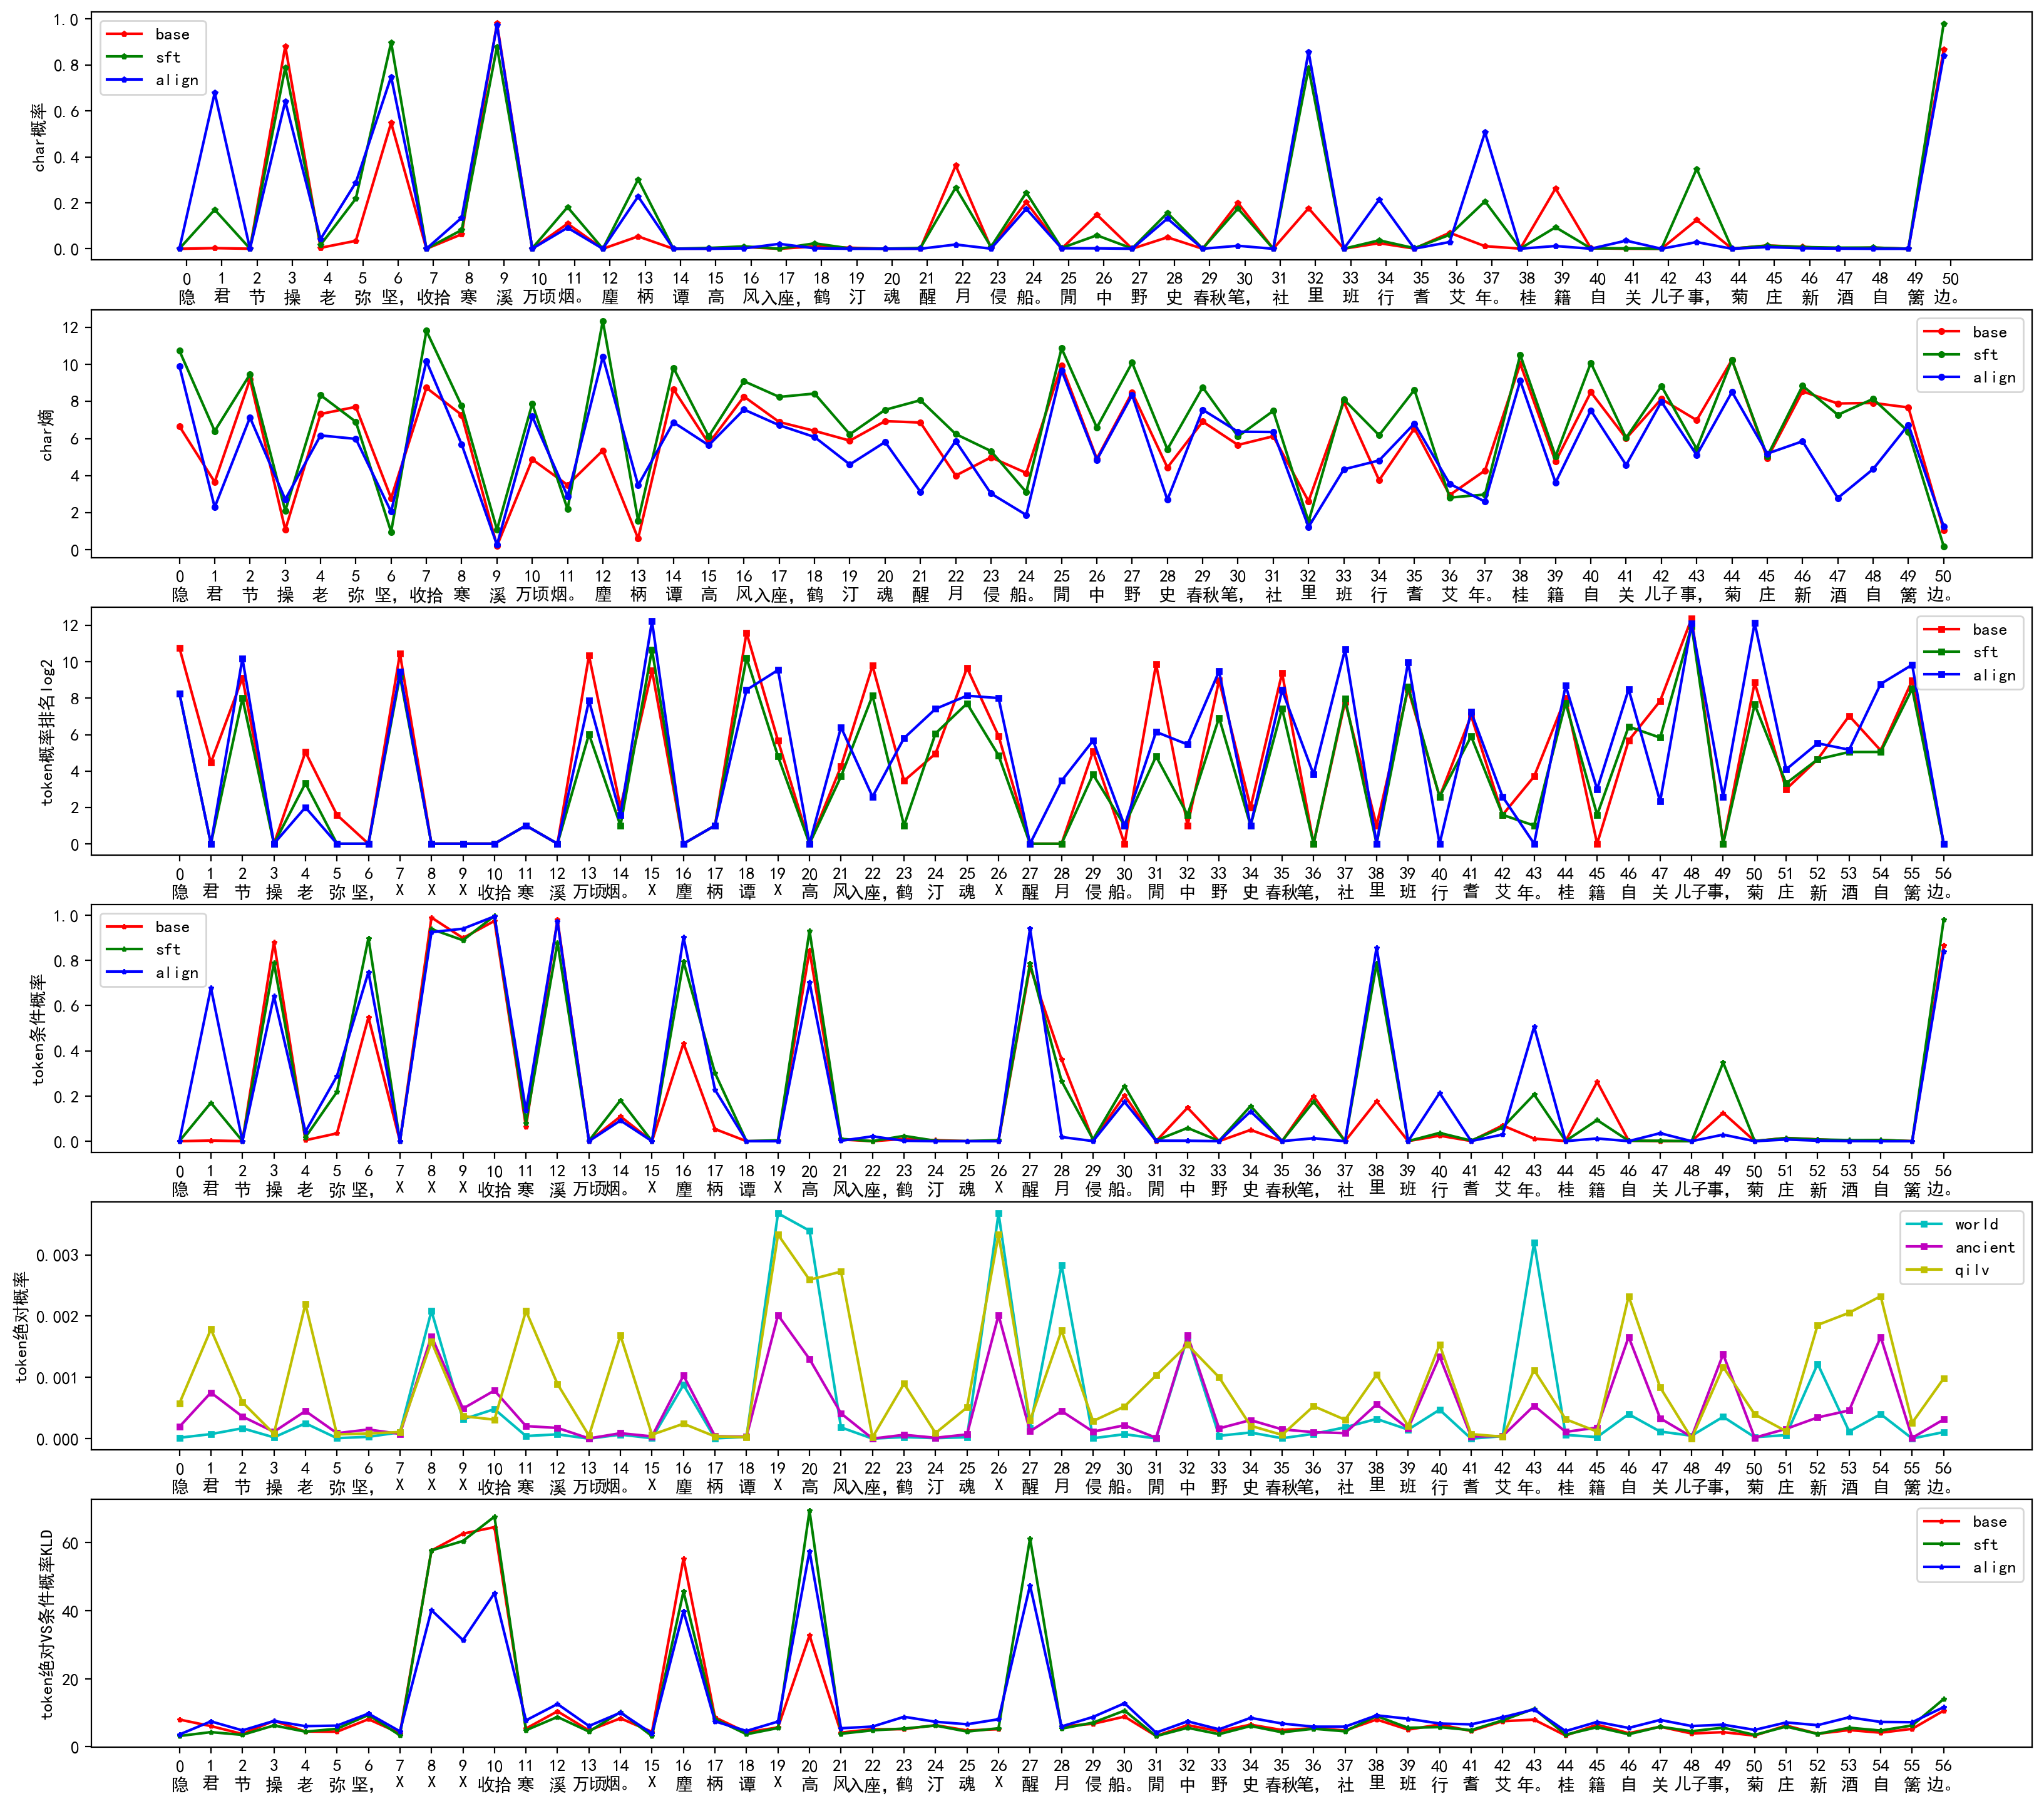 char概率
1.0
0.8
0.6
0.4
0.2
0.0
base
sft
align
0 1 2 3 4 5 6 7 8 9 10 11 12 13 14 15 16 17 18 19 20 21 22 23 24 25 26 27 28 29 30 31 32 33 34 35 36 37 38 39 40 41 42 43 44 45 46 47 48 49 50
隐 君 节 操 老 弥 坚, 收拾 寒 溪 万顷 烟。 麈 柄 谭 高 风 入座, 鹤 汀 魂 醒 月 侵 船。 閒 中 野 史 春秋 笔, 社 里 班 行 耆 艾 年。 桂 籍 自 关 儿子 事, 菊 庄 新 酒 自 篱 边。
char熵
12
10
8
6
4
2
0
base
sft
align
0 1 2 3 4 5 6 7 8 9 10 11 12 13 14 15 16 17 18 19 20 21 22 23 24 25 26 27 28 29 30 31 32 33 34 35 36 37 38 39 40 41 42 43 44 45 46 47 48 49 50
隐 君 节 操 老 弥 坚, 收拾 寒 溪 万顷 烟。 麈 柄 谭 高 风 入座, 鹤 汀 魂 醒 月 侵 船。 閒 中 野 史 春秋 笔, 社 里 班 行 耆 艾 年。 桂 籍 自 关 儿子 事, 菊 庄 新 酒 自 篱 边。
token概率排名log2
12
10
8
6
4
2
0
base
sft
align
0 1 2 3 4 5 6 7 8 9 10 11 12 13 14 15 16 17 18 19 20 21 22 23 24 25 26 27 28 29 30 31 32 33 34 35 36 37 38 39 40 41 42 43 44 45 46 47 48 49 50 51 52 53 54 55 56
隐 君 节 操 老 弥 坚, X X X 收拾 寒 溪 万顷 烟。 X 麈 柄 谭 X 高 风 入座, 鹤 汀 魂 X 醒 月 侵 船。 閒 中 野 史 春秋 笔, 社 里 班 行 耆 艾 年。 桂 籍 自 关 儿子 事, 菊 庄 新 酒 自 篱 边。
token条件概率
1.0
0.8
0.6
0.4
0.2
0.0
base
sft
align
0 1 2 3 4 5 6 7 8 9 10 11 12 13 14 15 16 17 18 19 20 21 22 23 24 25 26 27 28 29 30 31 32 33 34 35 36 37 38 39 40 41 42 43 44 45 46 47 48 49 50 51 52 53 54 55 56
隐 君 节 操 老 弥 坚, X X X 收拾 寒 溪 万顷 烟。 X 麈 柄 谭 X 高 风 入座, 鹤 汀 魂 X 醒 月 侵 船。 閒 中 野 史 春秋 笔, 社 里 班 行 耆 艾 年。 桂 籍 自 关 儿子 事, 菊 庄 新 酒 自 篱 边。
token绝对概率
0.003
0.002
0.001
0.000
world
ancient
qilv
0 1 2 3 4 5 6 7 8 9 10 11 12 13 14 15 16 17 18 19 20 21 22 23 24 25 26 27 28 29 30 31 32 33 34 35 36 37 38 39 40 41 42 43 44 45 46 47 48 49 50 51 52 53 54 55 56
隐 君 节 操 老 弥 坚, X X X 收拾 寒 溪 万顷 烟。 X 麈 柄 谭 X 高 风 入座, 鹤 汀 魂 X 醒 月 侵 船。 閒 中 野 史 春秋 笔, 社 里 班 行 耆 艾 年。 桂 籍 自 关 儿子 事, 菊 庄 新 酒 自 篱 边。
token绝对VS条件概率KLD
60
40
20
0
base
sft
align
0 1 2 3 4 5 6 7 8 9 10 11 12 13 14 15 16 17 18 19 20 21 22 23 24 25 26 27 28 29 30 31 32 33 34 35 36 37 38 39 40 41 42 43 44 45 46 47 48 49 50 51 52 53 54 55 56
隐 君 节 操 老 弥 坚, X X X 收拾 寒 溪 万顷 烟。 X 麈 柄 谭 X 高 风 入座, 鹤 汀 魂 X 醒 月 侵 船。 閒 中 野 史 春秋 笔, 社 里 班 行 耆 艾 年。 桂 籍 自 关 儿子 事, 菊 庄 新 酒 自 篱 边。